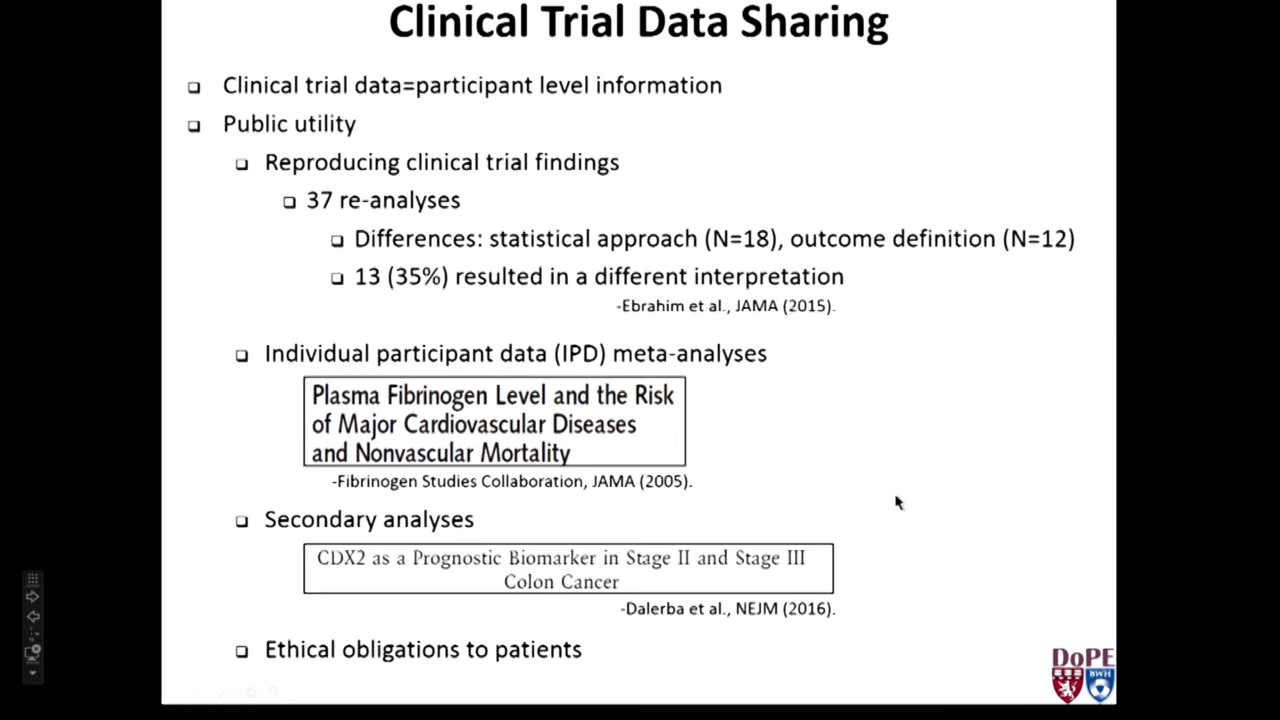 Clinical Trial Data Sharing
Clinical trial data=participant level information
Public utility
Reproducing clinical trial findings
37 re-analyses
Differences: statistical approach (N=18), outcome definition (N=12)
13 (35%) resulted in a different interpretation
-Ebrahim et al., JAMA (2015).
Individual participant data (IPD) meta-analyses
Plasma Fibrinogen Level and the Risk
of Major Cardiovascular Diseases
and Nonvascular Mortality
-Fibrinogen Studies Collaboration, JAMA (2005).
Secondary analyses
CDX2 as a Prognostic Biomarker in Stage II and Stage III
Colon Cancer
-Dalerba et al., NEJM (2016).
Ethical obligations to patients
DoPE
BWH